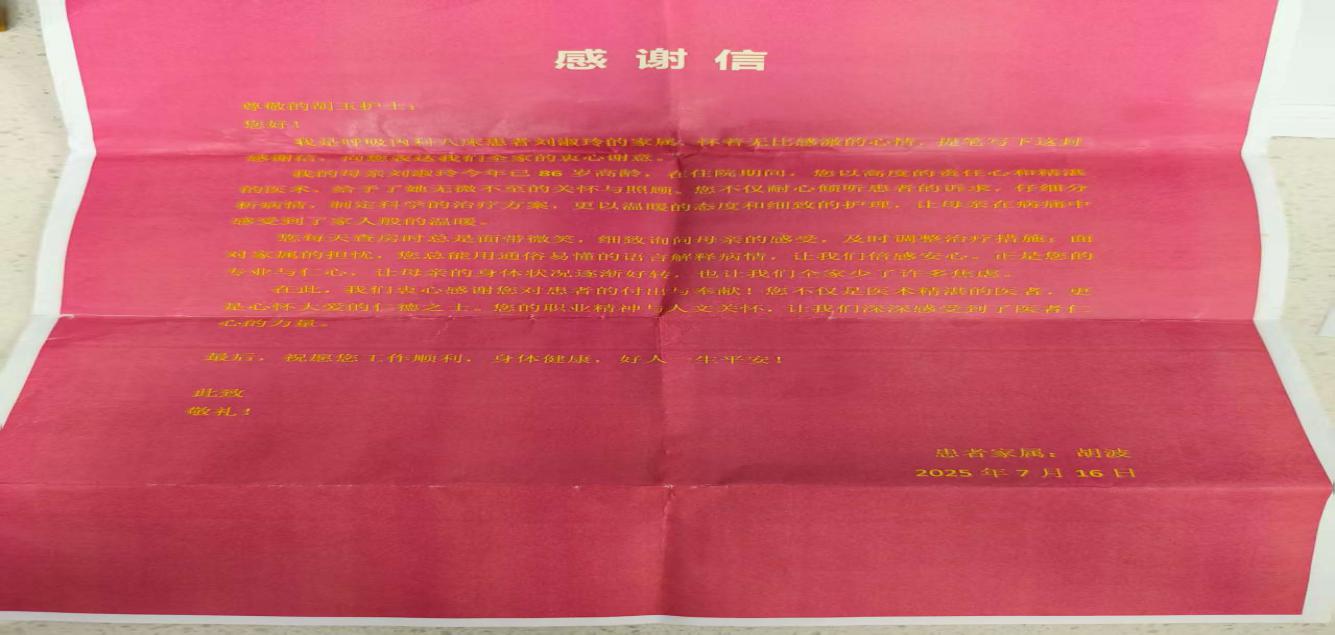 感谢信
尊敬的胡玉护士：
您好！
我是呼吸内科八床患者刘淑玲的家属，怀着无比感激的心情，提笔写下这封
感谢信，向您表达我们全家的衷心谢意。
我的母亲刘淑玲今年已 86 岁高龄，在住院期间，您以高度的责任心和精湛
的医术，给予了她无微不至的关怀与照顾。您不仅耐心倾听患者的诉求，仔细分
析病情，制定科学的治疗方案，更以温暖的态度和细致的护理，让母亲在病痛中
感受到了家人般的温暖。
您每天查房时总是面带微笑，细致询问母亲的感受，及时调整治疗措施；面
对家属的担忧，您总能用通俗易懂的语言解释病情，让我们倍感安心。正是您的
专业与仁心，让母亲的身体状况逐渐好转，也让我们全家少了许多焦虑。
在此，我们衷心感谢您对患者的付出与奉献！您不仅是医术精湛的医者，更
是心怀大爱的仁德之士。您的职业精神与人文关怀，让我们深深感受到了医者仁
心的力量。
最后，祝愿您工作顺利，身体健康，好人一生平安！
此致
敬礼！
患者家属：胡波
2025 年 7 月 16 日